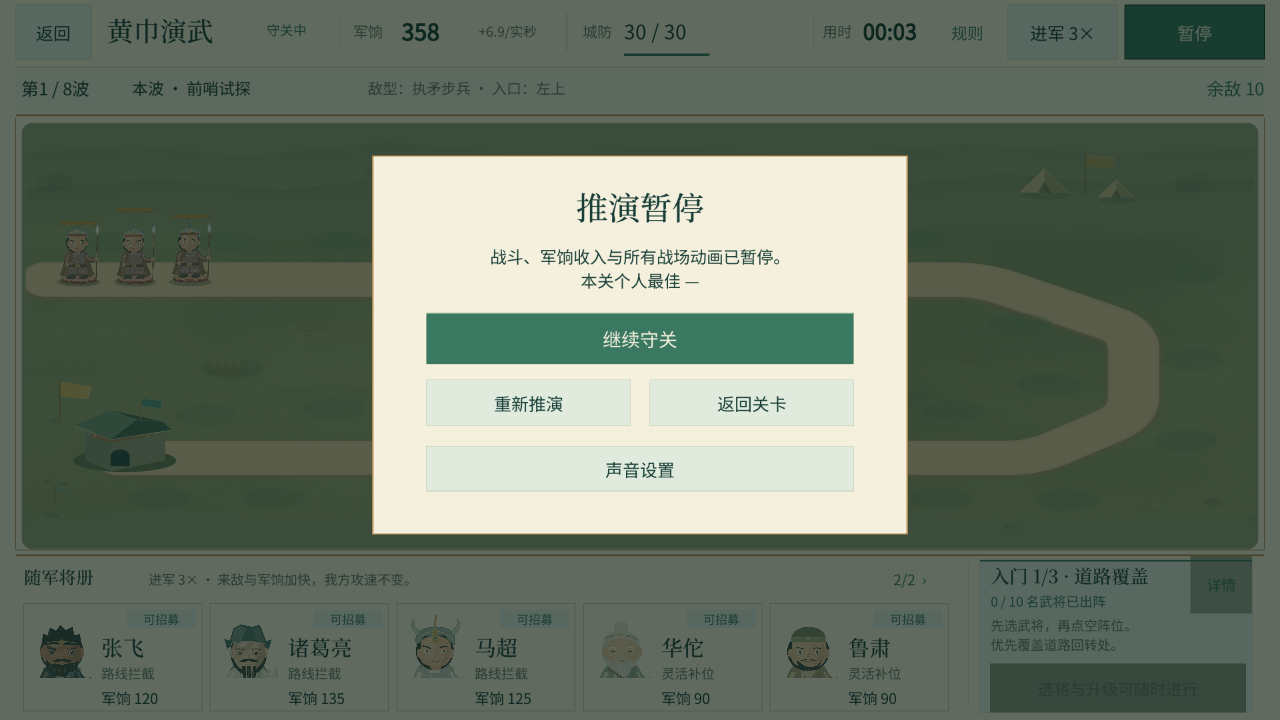 返回 黄巾演武 守关中 军饷 358 +6.9/实秒 城防 30 / 30 用时 00:03 规则 进军 3× 暂停
第1 / 8波 本波 · 前哨试探 敌型：执矛步兵 · 入口：左上 余敌 10
推演暂停
战斗、军饷收入与所有战场动画已暂停。
本关个人最佳 —
继续守关
重新推演 返回关卡
声音设置
随军将册 进军 3× · 来敌与军饷加快，我方攻速不变。 2/2 ›
可招募 可招募 可招募 可招募 可招募
张飞 诸葛亮 马超 华佗 鲁肃
路线拦截 路线拦截 路线拦截 灵活补位 灵活补位
军饷 120 军饷 135 军饷 125 军饷 90 军饷 90
入门 1/3 · 道路覆盖 详情
0 / 10 名武将已出阵
先选武将，再点空阵位。
优先覆盖道路回转处。
选将与升级可随时进行